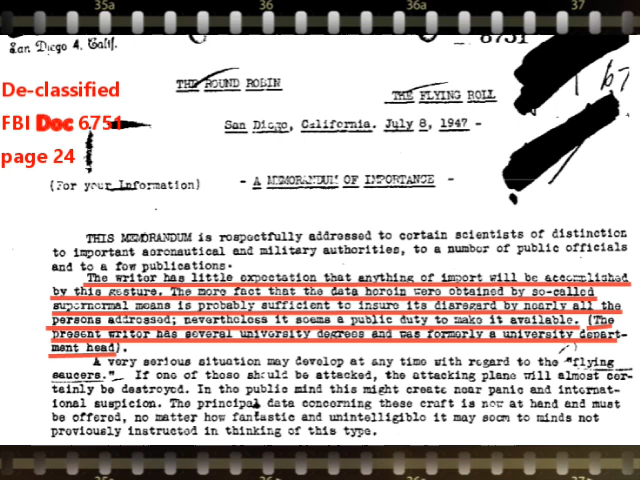 35a 36 36a 37
San Diego 4, Calif.
8751
De-classified
THE ROUND ROBIN
THE FLYING ROLL
67
FBI Doc 6751
San Diego, California. July 8, 1947 -
page 24
(For your Information) - A MEMORANDUM OF IMPORTANCE -
THIS MEMORANDUM is respectfully addressed to certain scientists of distinction
to important aeronautical and military authorities, to a number of public officials
and to a few publications.
The writer has little expectation that anything of import will be accomplished
by this gesture. The more fact that the data herein were obtained by so-called
supernormal means is probably sufficient to insure its disregard by nearly all the
persons addressed; nevertheless it seems a public duty to make it available. (The
present writer has several university degrees and was formerly a university depart-
ment head).
A very serious situation may develop at any time with regard to the "flying
saucers." If one of these should be attacked, the attacking plane will almost cer-
tainly be destroyed. In the public mind this might create near panic and internat-
ional suspicion. The principal data concerning these craft is now at hand and must
be offered, no matter how fantastic and unintelligible it may seem to minds not
previously instructed in thinking of this type.
35a 36 36a 37